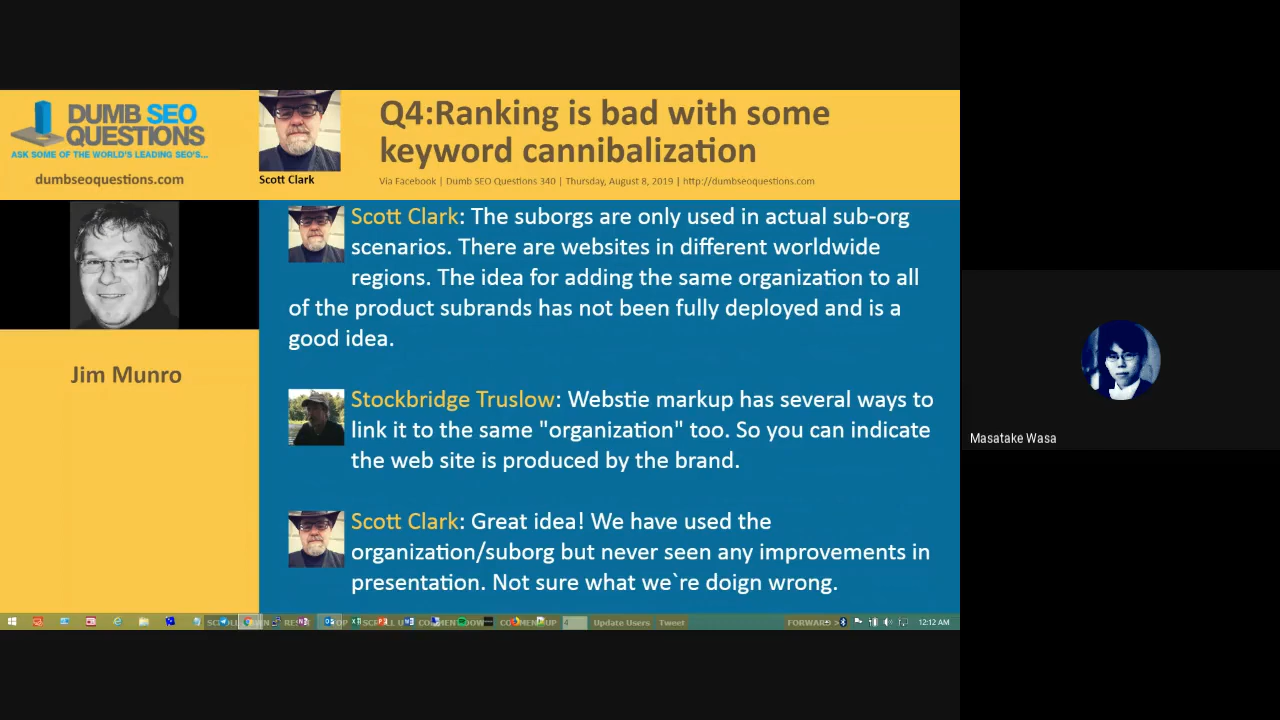 DUMB SEO
QUESTIONS
ASK SOME OF THE WORLD'S LEADING SEO'S...
dumbseoquestions.com
Scott Clark
Q4:Ranking is bad with some
keyword cannibalization
Via Facebook | Dumb SEO Questions 340 | Thursday, August 8, 2019 | http://dumbseoquestions.com
Jim Munro
Scott Clark: The suborgs are only used in actual sub-org
scenarios. There are websites in different worldwide
regions. The idea for adding the same organization to all
of the product subrands has not been fully deployed and is a
good idea.
Stockbridge Truslow: Webstie markup has several ways to
link it to the same "organization" too. So you can indicate
the web site is produced by the brand.
Scott Clark: Great idea! We have used the
organization/suborg but never seen any improvements in
presentation. Not sure what we`re doign wrong.
Masatake Wasa
4 Update Users Tweet FORWARD > 12:12 AM